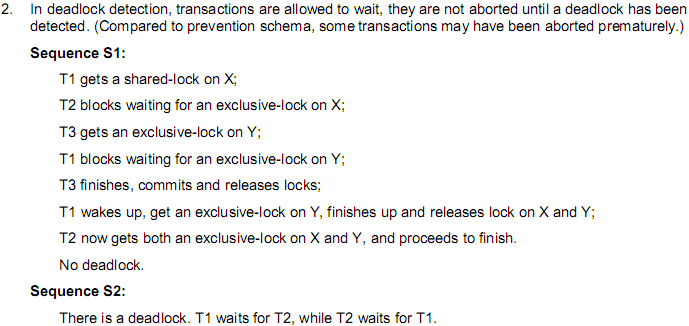 2. In deadlock detection, transactions are allowed to wait, they are not aborted until a deadlock has been
detected. (Compared to prevention schema, some transactions may have been aborted prematurely.)
Sequence S1:
T1 gets a shared-lock on X;
T2 blocks waiting for an exclusive-lock on X;
T3 gets an exclusive-lock on Y;
T1 blocks waiting for an exclusive-lock on Y;
T3 finishes, commits and releases locks;
T1 wakes up, get an exclusive-lock on Y, finishes up and releases lock on X and Y;
T2 now gets both an exclusive-lock on X and Y, and proceeds to finish.
No deadlock.
Sequence S2:
There is a deadlock. T1 waits for T2, while T2 waits for T1.